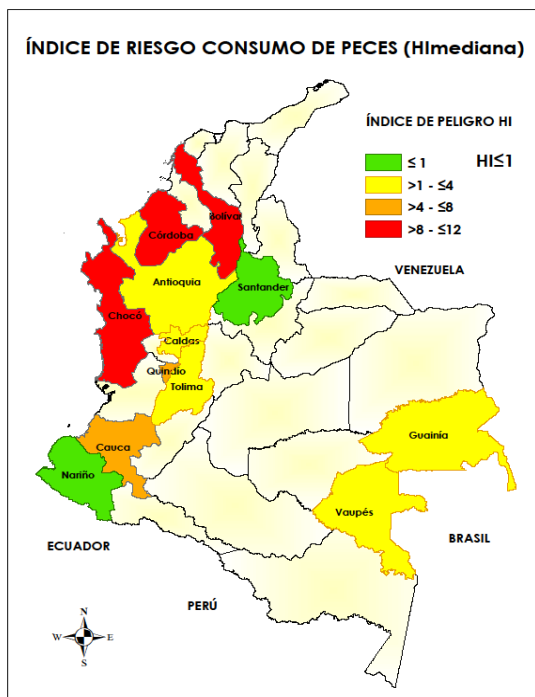 ÍNDICE DE RIESGO CONSUMO DE PECES (HImediana)
ÍNDICE DE PELIGRO HI
≤ 1
HI≤1
>1 - ≤4
>4 - ≤8
>8 - ≤12
Bolívar
Córdoba
VENEZUELA
Antioquía
Santander
Chocó
Caldas
Quindío
Tolima
Cauca
Guainía
Nariño
Vaupés
ECUADOR
BRASIL
PERÚ
N
W
E
S